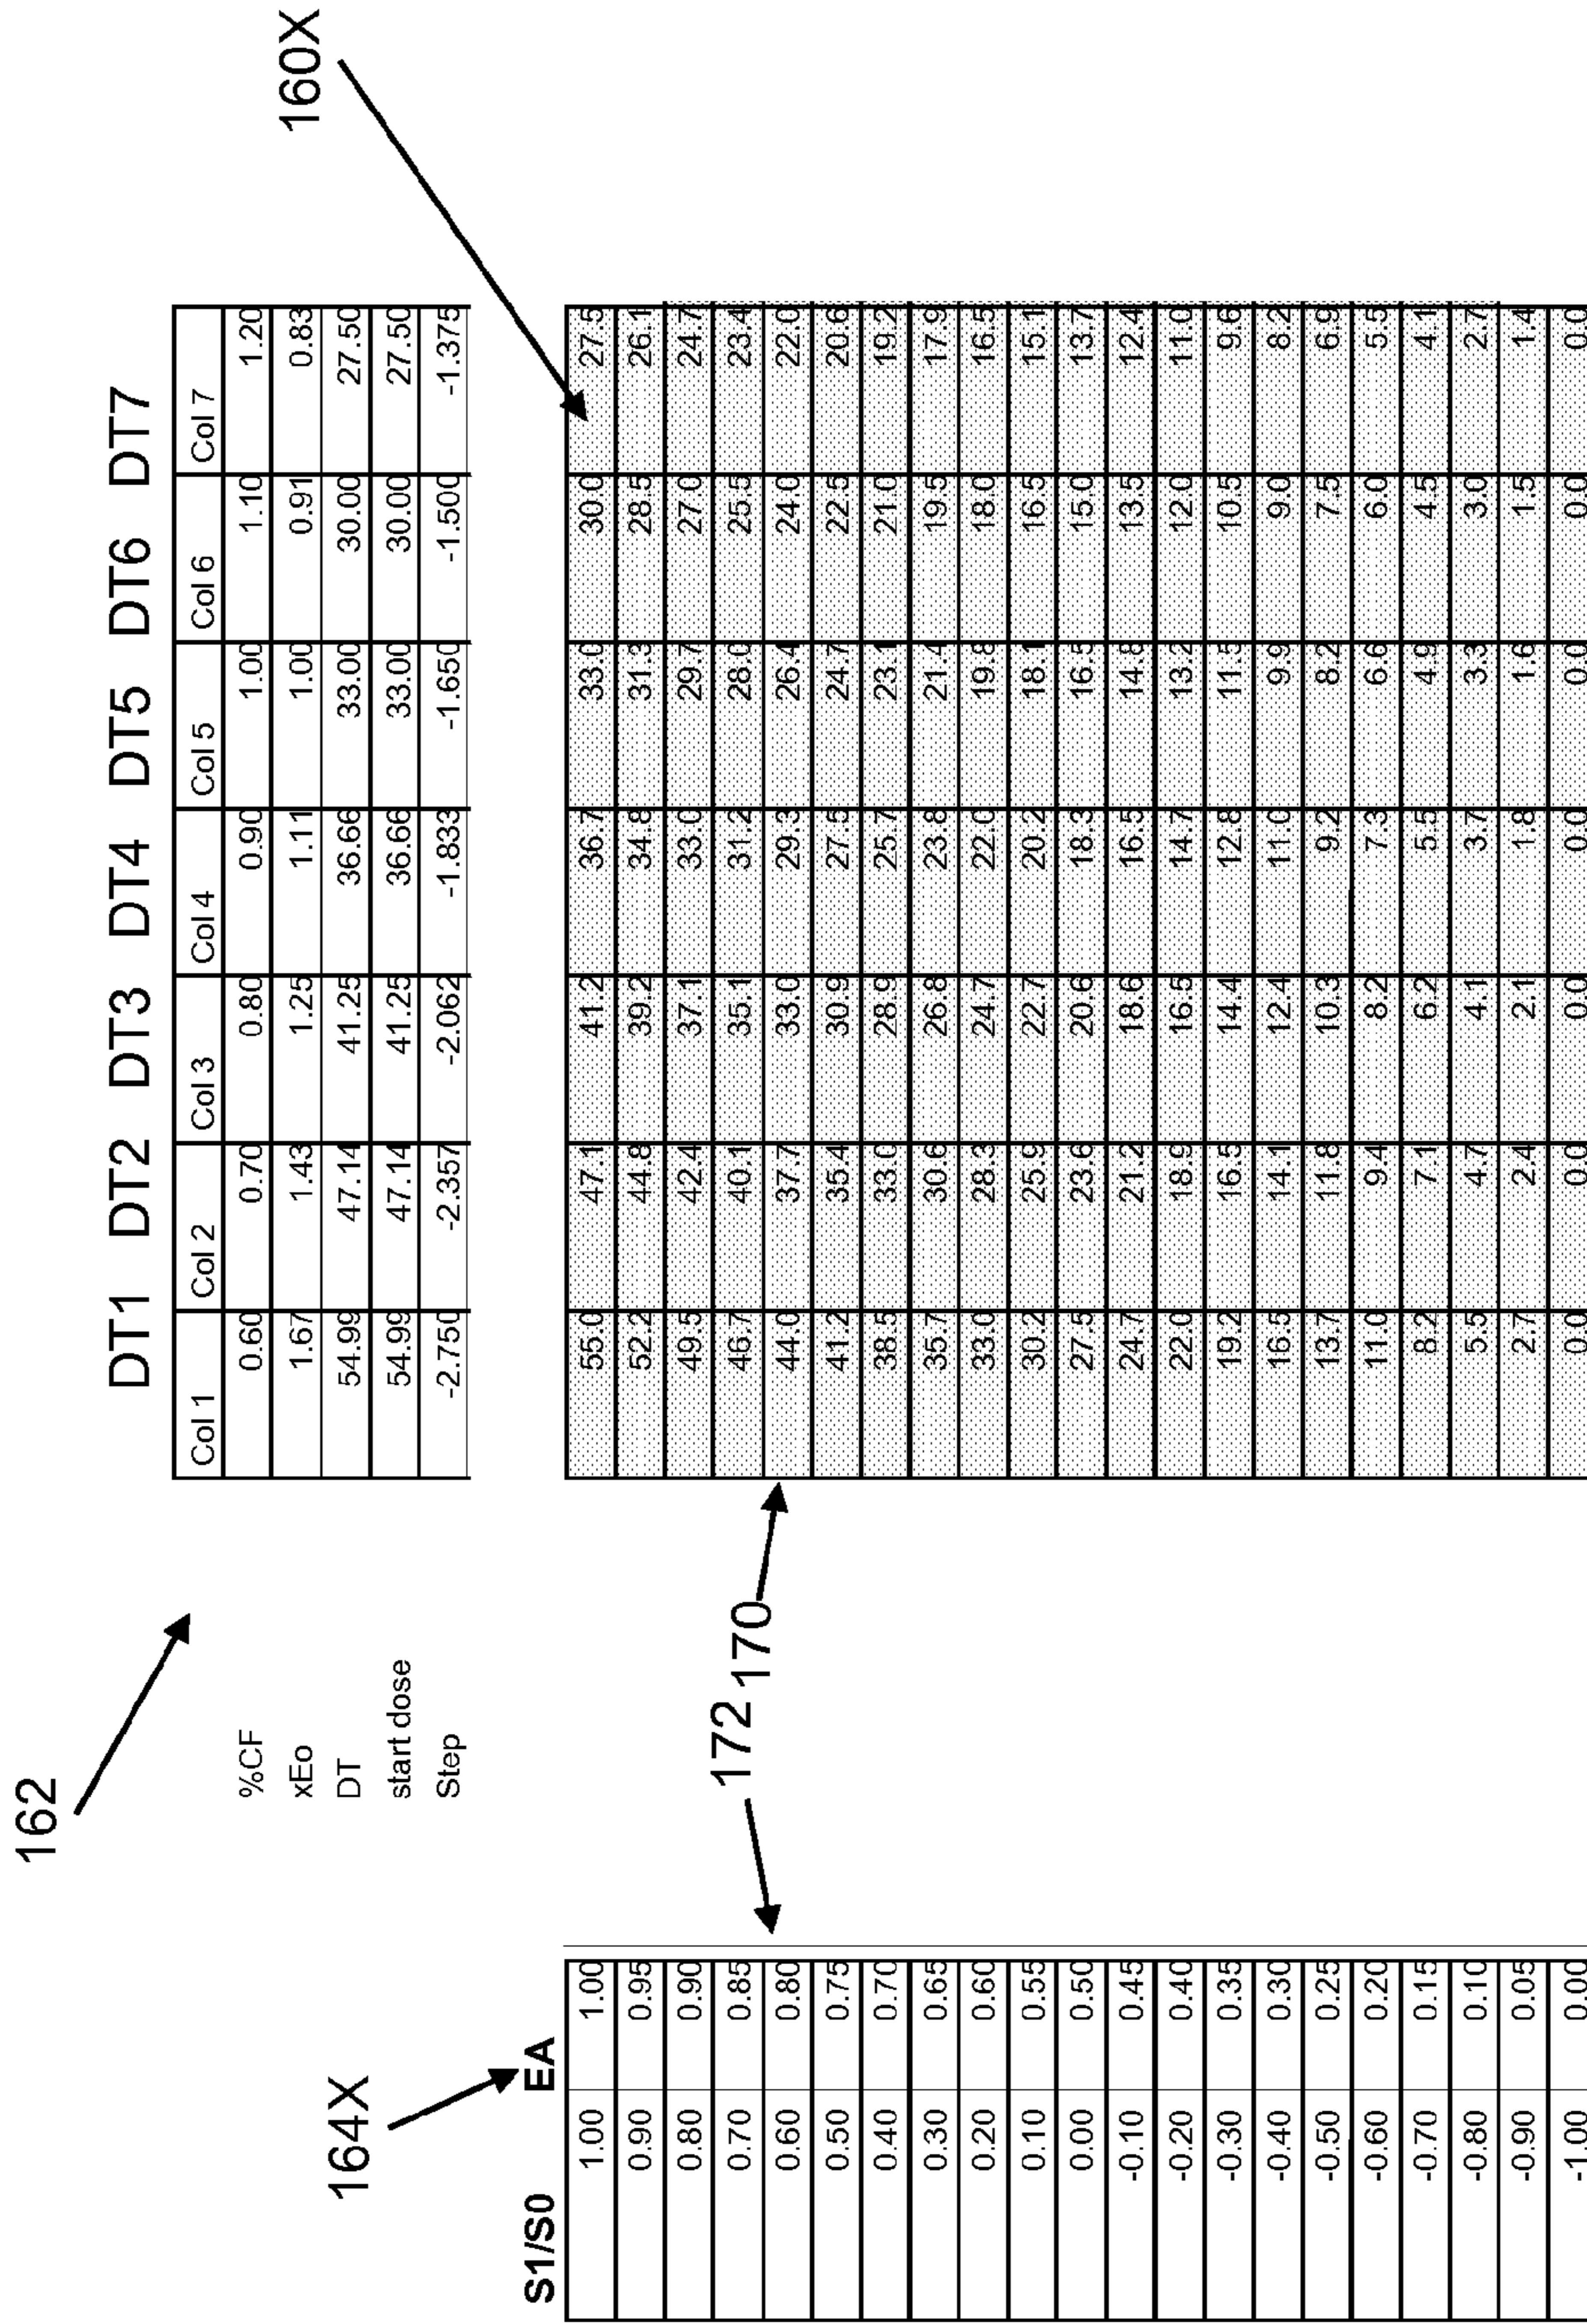 162
160X
DT1 DT2 DT3 DT4 DT5 DT6 DT7
Col 1 Col 2 Col 3 Col 4 Col 5 Col 6 Col 7
%CF 0.60 0.70 0.80 0.90 1.00 1.10 1.20
xEo 1.67 1.43 1.25 1.11 1.00 0.91 0.83
DT 54.99 47.14 41.25 36.66 33.00 30.00 27.50
start dose 54.99 47.14 41.25 36.66 33.00 30.00 27.50
Step -2.750 -2.357 -2.062 -1.833 -1.650 -1.500 -1.375
164X
172 170
S1/S0 EA
1.00 1.00 55.0 47.1 41.2 36.7 33.0 30.0 27.5
0.90 0.95 52.2 44.8 39.2 34.8 31.3 28.5 26.1
0.80 0.90 49.5 42.4 37.1 33.0 29.7 27.0 24.7
0.70 0.85 46.7 40.1 35.1 31.2 28.0 25.5 23.4
0.60 0.80 44.0 37.7 33.0 29.3 26.4 24.0 22.0
0.50 0.75 41.2 35.4 30.9 27.5 24.7 22.5 20.6
0.40 0.70 38.5 33.0 28.9 25.7 23.1 21.0 19.2
0.30 0.65 35.7 30.6 26.8 23.8 21.4 19.5 17.9
0.20 0.60 33.0 28.3 24.7 22.0 19.8 18.0 16.5
0.10 0.55 30.2 25.9 22.7 20.2 18.1 16.5 15.1
0.00 0.50 27.5 23.6 20.6 18.3 16.5 15.0 13.7
-0.10 0.45 24.7 21.2 18.6 16.5 14.8 13.5 12.4
-0.20 0.40 22.0 18.9 16.5 14.7 13.2 12.0 11.0
-0.30 0.35 19.2 16.5 14.4 12.8 11.5 10.5 9.6
-0.40 0.30 16.5 14.1 12.4 11.0 9.9 9.0 8.2
-0.50 0.25 13.7 11.8 10.3 9.2 8.2 7.5 6.9
-0.60 0.20 11.0 9.4 8.2 7.3 6.6 6.0 5.5
-0.70 0.15 8.2 7.1 6.2 5.5 4.9 4.5 4.1
-0.80 0.10 5.5 4.7 4.1 3.7 3.3 3.0 2.7
-0.90 0.05 2.7 2.4 2.1 1.8 1.6 1.5 1.4
-1.00 0.00 0.0 0.0 0.0 0.0 0.0 0.0 0.0